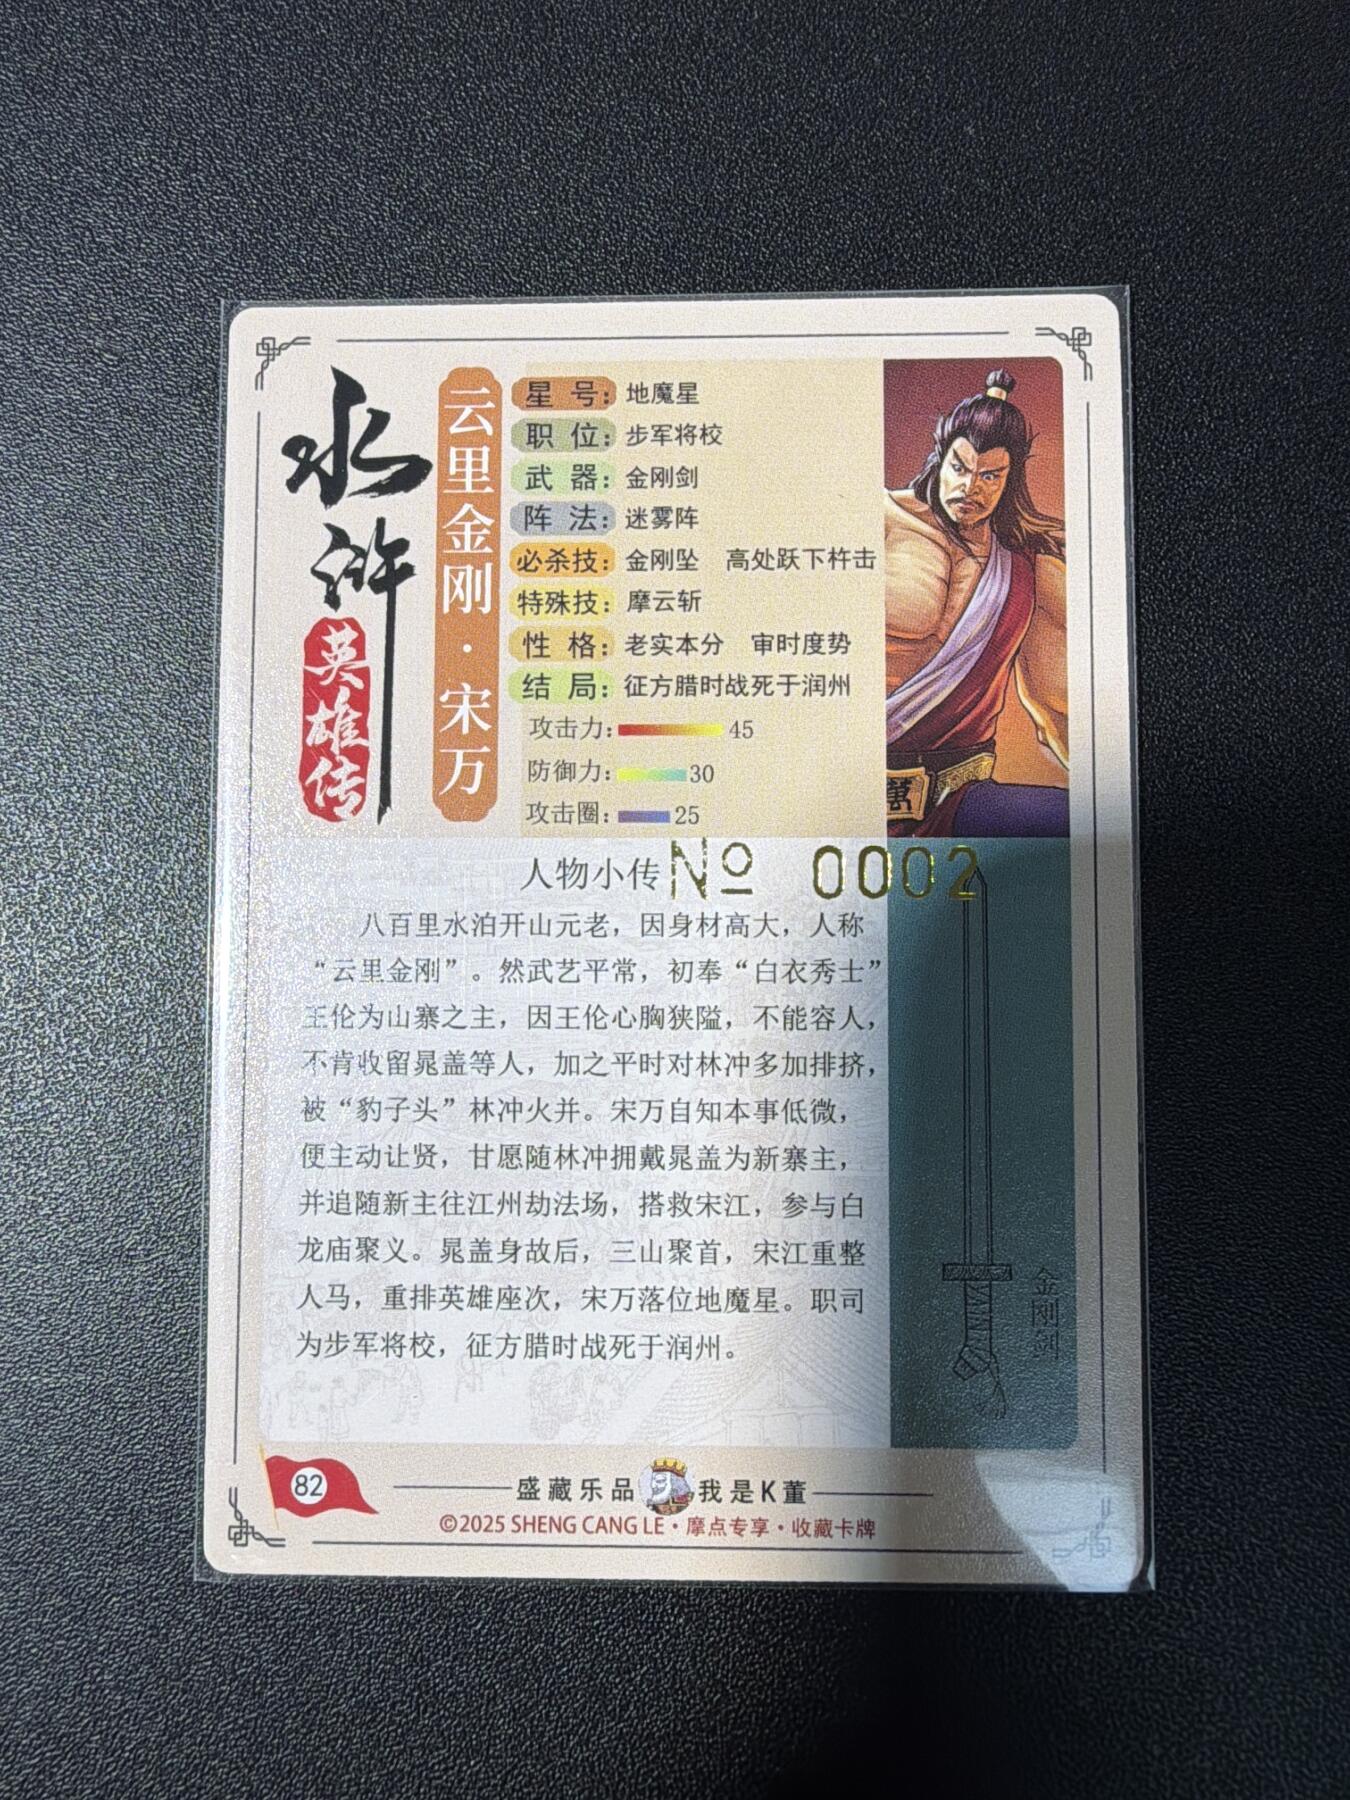 水浒
英雄传
云里金刚·宋万
星号：地魔星
职位：步军将校
武器：金刚剑
阵法：迷雾阵
必杀技：金刚坠 高处跃下杵击
特殊技：摩云斩
性格：老实本分 审时度势
结局：征方腊时战死于润州
攻击力：45
防御力：30
攻击圈：25
萬
人物小传
№ 0002
八百里水泊开山元老，因身材高大，人称
“云里金刚”。然武艺平常，初奉“白衣秀士”
王伦为山寨之主，因王伦心胸狭隘，不能容人，
不肯收留晁盖等人，加之平时对林冲多加排挤，
被“豹子头”林冲火并。宋万自知本事低微，
便主动让贤，甘愿随林冲拥戴晁盖为新寨主，
并追随新主往江州劫法场，搭救宋江，参与白
龙庙聚义。晁盖身故后，三山聚首，宋江重整
人马，重排英雄座次，宋万落位地魔星。职司
为步军将校，征方腊时战死于润州。
金刚剑
82
盛藏乐品 我是K董
©2025 SHENG CANG LE·摩点专享·收藏卡牌